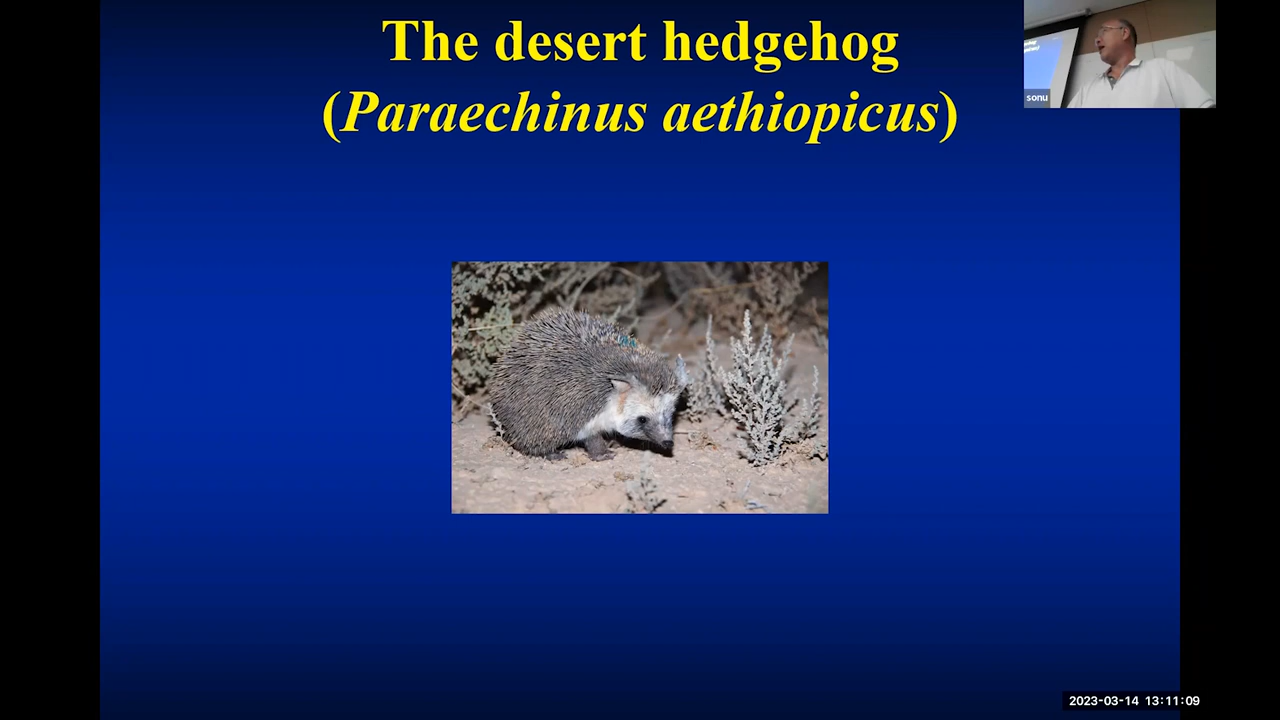 The desert hedgehog
(Paraechinus aethiopicus)
sonu
2023-03-14 13:11:09